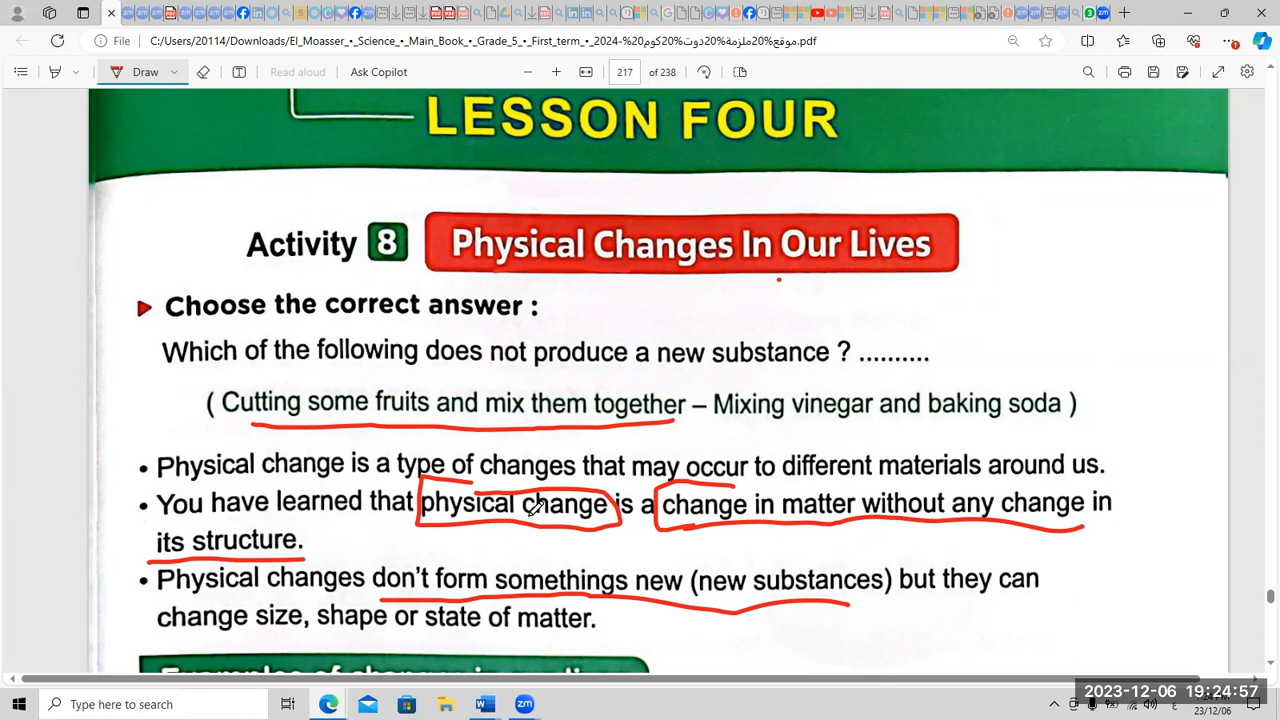 File
C:/Users/20114/Downloads/El_Moasser_-_Science_-_Main_Book_-_Grade_5_-_First_term_-_2024-%20موقع%20ملزمة%20دوت%20كوم.pdf
Draw
Read aloud
Ask Copilot
217
of 238
LESSON FOUR
Activity 8 Physical Changes In Our Lives
Choose the correct answer :
Which of the following does not produce a new substance ? ..........
( Cutting some fruits and mix them together – Mixing vinegar and baking soda )
• Physical change is a type of changes that may occur to different materials around us.
• You have learned that physical change is a change in matter without any change in
its structure.
• Physical changes don't form somethings new (new substances) but they can
change size, shape or state of matter.
Type here to search
2023-12-06 19:24:57
23/12/06